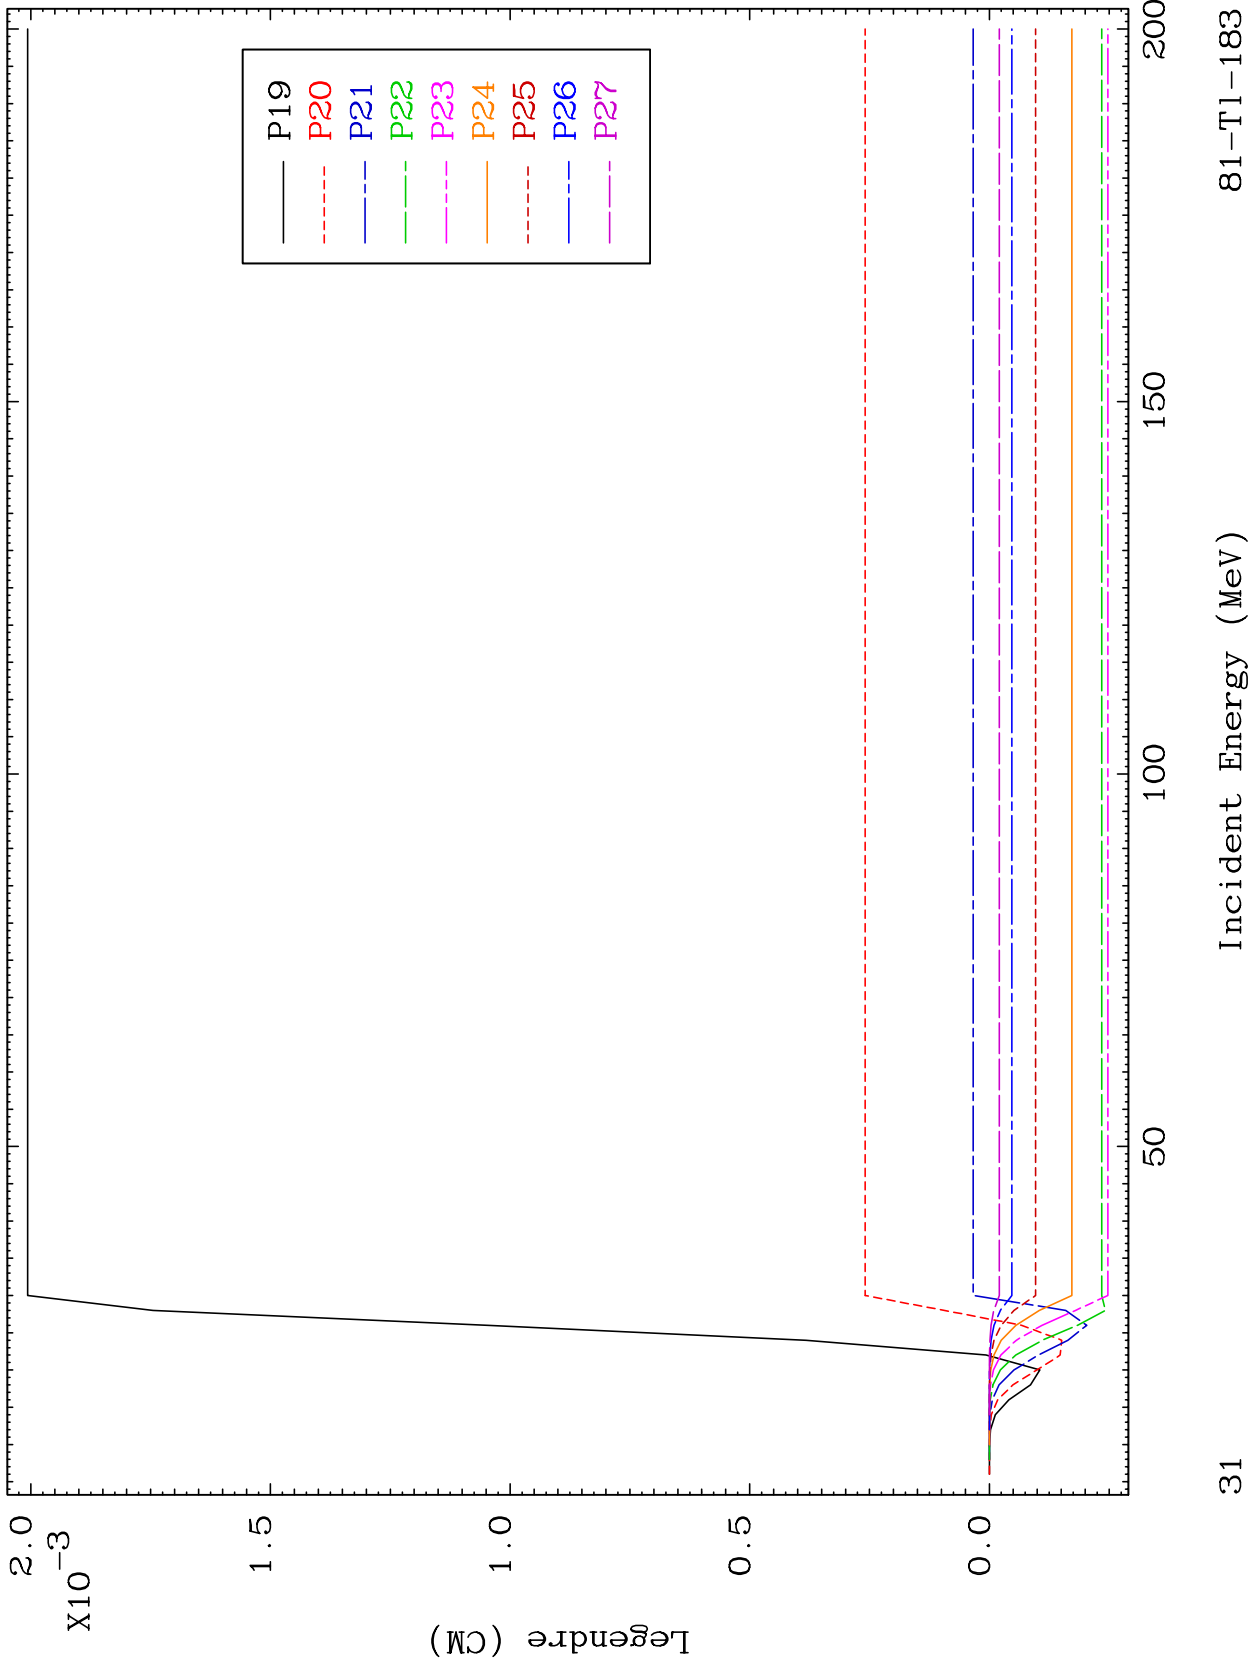 Legendre (CM)
X10-3
2.0
1.5
1.0
0.5
0.0
P19
P20
P21
P22
P23
P24
P25
P26
P27
50
100
150
200
31
Incident Energy (MeV)
81-Tl-183